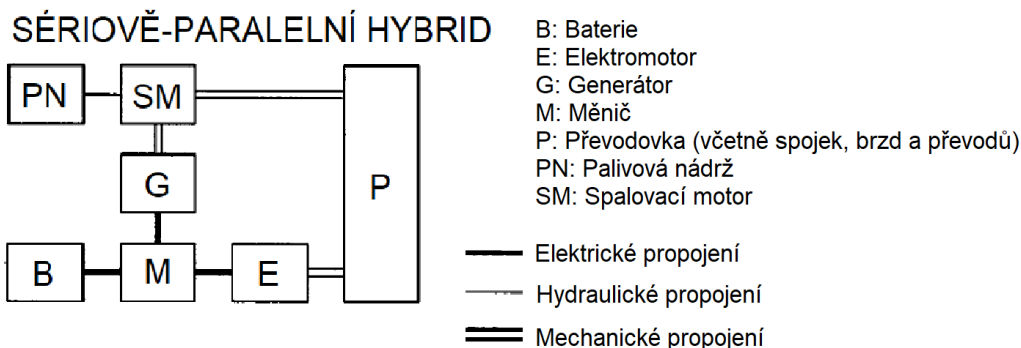 SÉRIOVĚ-PARALELNÍ HYBRID
PN
SM
G
P
B
M
E
B: Baterie
E: Elektromotor
G: Generátor
M: Měnič
P: Převodovka (včetně spojek, brzd a převodů)
PN: Palivová nádrž
SM: Spalovací motor
Elektrické propojení
Hydraulické propojení
Mechanické propojení